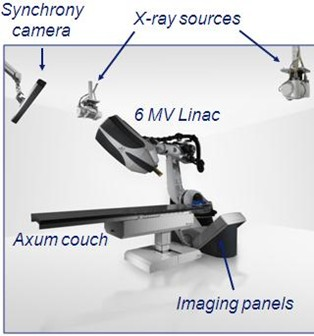 Synchrony
camera
X-ray sources
6 MV Linac
Axum couch
Imaging panels